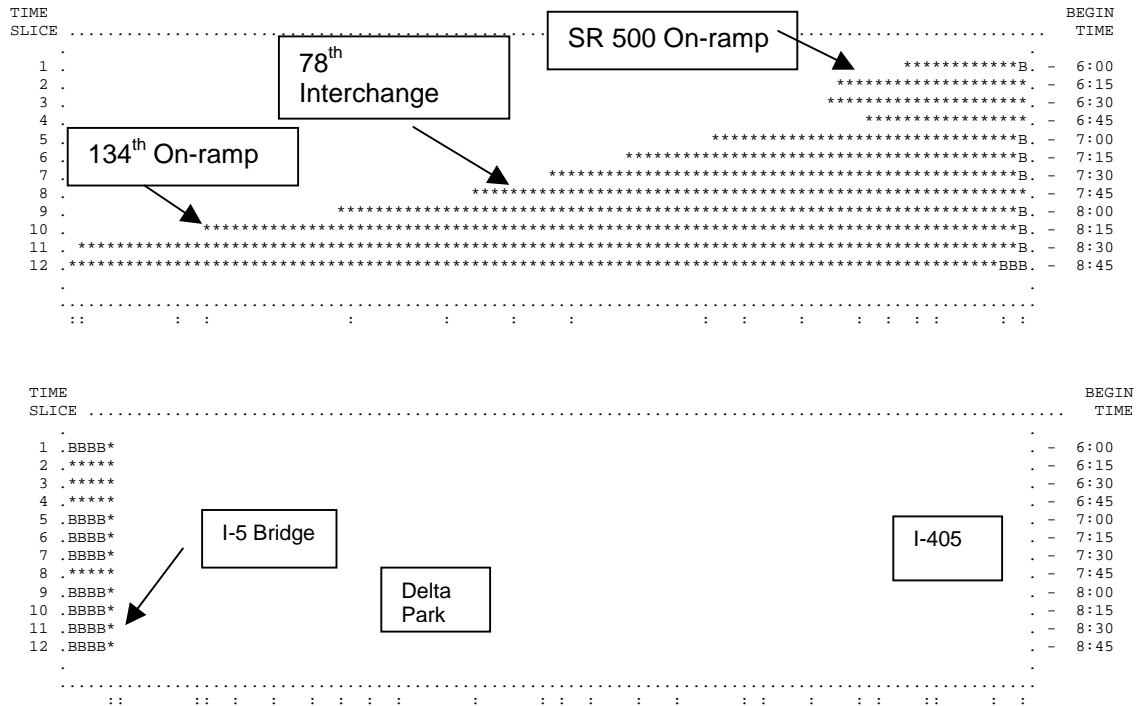 TIME BEGIN
SLICE ..................................................................................................... TIME
. .
SR 500 On-ramp
78th
Interchange
134th On-ramp
1 . ************B. - 6:00
2 . ********************. - 6:15
3 . *********************. - 6:30
4 . *****************. - 6:45
5 . ********************************B. - 7:00
6 . *****************************************B. - 7:15
7 . *************************************************B. - 7:30
8 . **********************************************************. - 7:45
9 . ***********************************************************************B. - 8:00
10 . *************************************************************************************B. - 8:15
11 . **************************************************************************************************B. - 8:30
12 .*************************************************************************************************BBB. - 8:45
. .
......................................................................................................
:: : : : : : : : : : : : : : : :
TIME BEGIN
SLICE ....................................................................................................... TIME
. .
1 .BBBB* . - 6:00
2 .***** . - 6:15
3 .***** . - 6:30
4 .***** . - 6:45
5 .BBBB* . - 7:00
6 .BBBB* . - 7:15
7 .BBBB* . - 7:30
8 .***** . - 7:45
9 .BBBB* . - 8:00
10 .BBBB* . - 8:15
11 .BBBB* . - 8:30
12 .BBBB* . - 8:45
I-5 Bridge
I-405
Delta
Park
. .
......................................................................................................
:: :: : : : : : : : : : : : : : : : :: : :